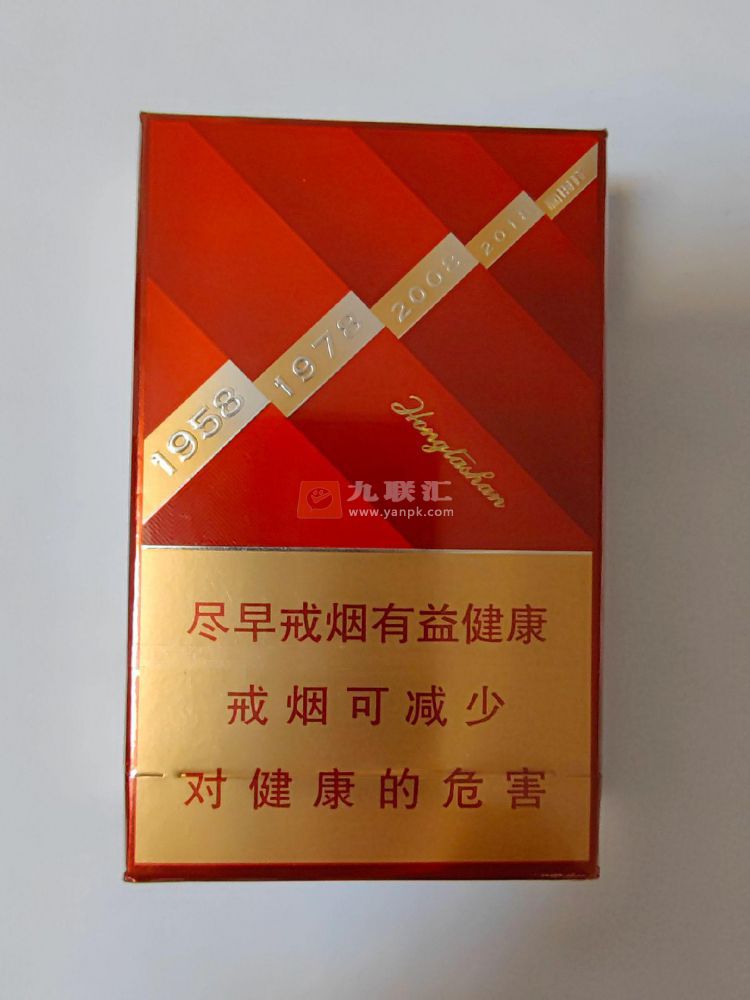 1958
1978
2008
2011
Hongtashan
九联汇
www.yanpk.com
尽早戒烟有益健康
戒烟可减少
对健康的危害